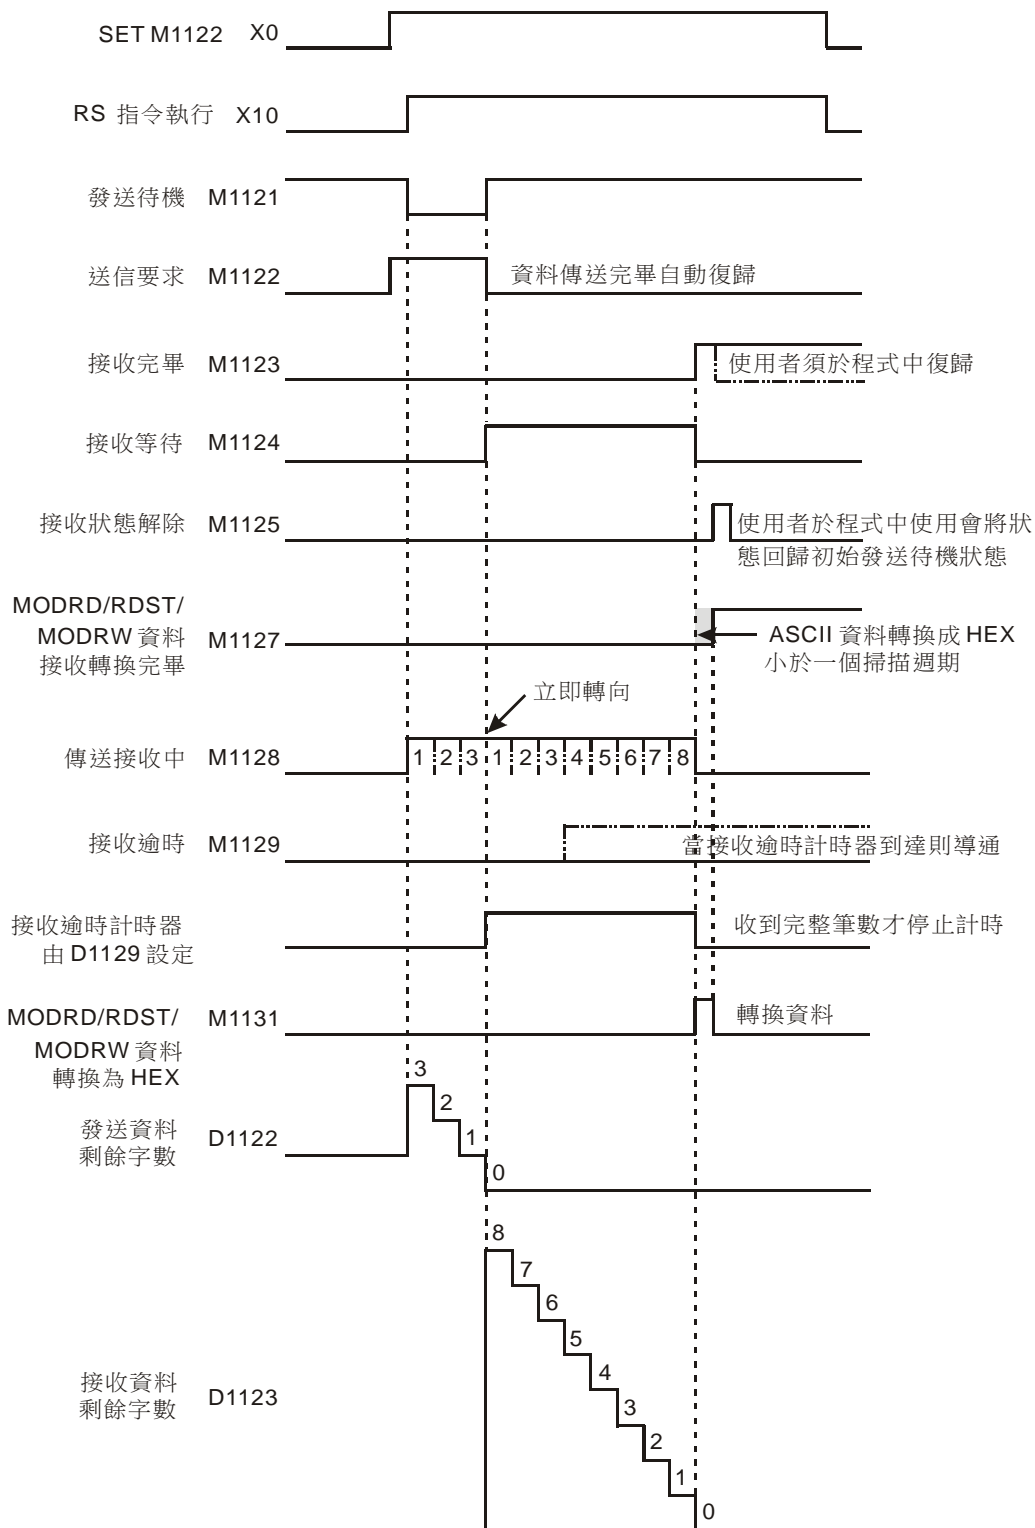 SET M1122 X0
RS 指令執行 X10
發送待機 M1121
送信要求 M1122 資料傳送完畢自動復歸
接收完畢 M1123 使用者須於程式中復歸
接收等待 M1124
接收狀態解除 M1125 使用者於程式中使用會將狀
態回歸初始發送待機狀態
MODRD/RDST/
MODRW 資料 M1127 ASCII 資料轉換成 HEX
接收轉換完畢 小於一個掃描週期
立即轉向
傳送接收中 M1128 1 2 3 1 2 3 4 5 6 7 8
接收逾時 M1129 當接收逾時計時器到達則導通
接收逾時計時器 收到完整筆數才停止計時
由 D1129 設定
MODRD/RDST/ M1131 轉換資料
MODRW 資料
轉換為 HEX
3
2
發送資料 D1122 1
剩餘字數
0
8
7
6
5
4
接收資料 D1123
剩餘字數
3
2
1
0